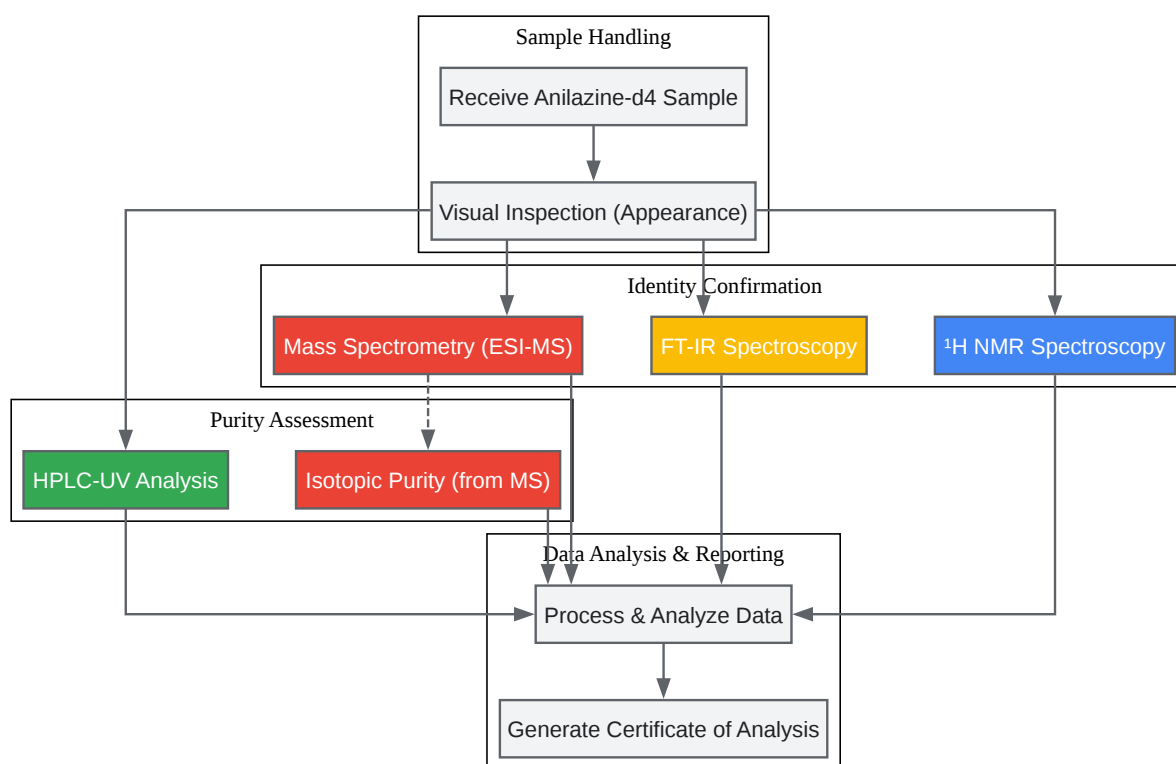 Sample Handling
Receive Anilazine-d4 Sample
Visual Inspection (Appearance)
Identity Confirmation
Mass Spectrometry (ESI-MS)
FT-IR Spectroscopy
¹H NMR Spectroscopy
Purity Assessment
HPLC-UV Analysis
Isotopic Purity (from MS)
Data Analysis & Reporting
Process & Analyze Data
Generate Certificate of Analysis